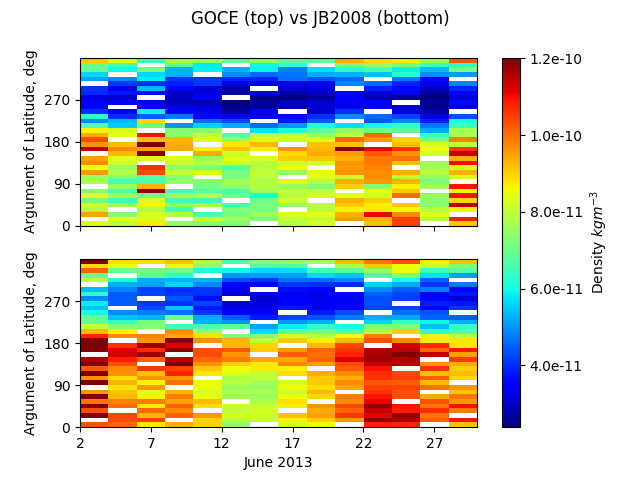 GOCE (top) vs JB2008 (bottom)
Argument of Latitude, deg
270
180
90
0
Argument of Latitude, deg
270
180
90
0
2 7 12 17 22 27
June 2013
1.2e-10
1.0e-10
8.0e-11
6.0e-11
4.0e-11
Density kgm⁻³